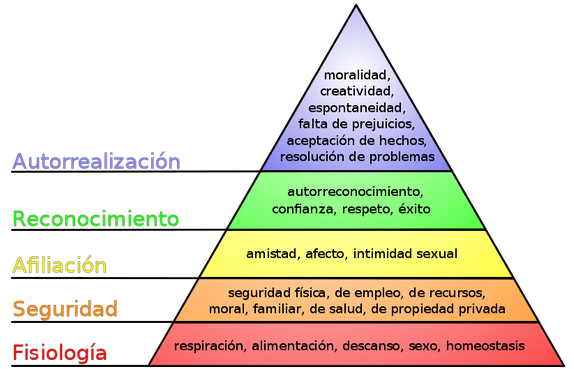 moralidad,
creatividad,
espontaneidad,
falta de prejuicios,
aceptación de hechos,
resolución de problemas
Autorrealización
autorreconocimiento,
confianza, respeto, éxito
Reconocimiento
amistad, afecto, intimidad sexual
Afiliación
seguridad física, de empleo, de recursos,
moral, familiar, de salud, de propiedad privada
Seguridad
respiración, alimentación, descanso, sexo, homeostasis
Fisiología